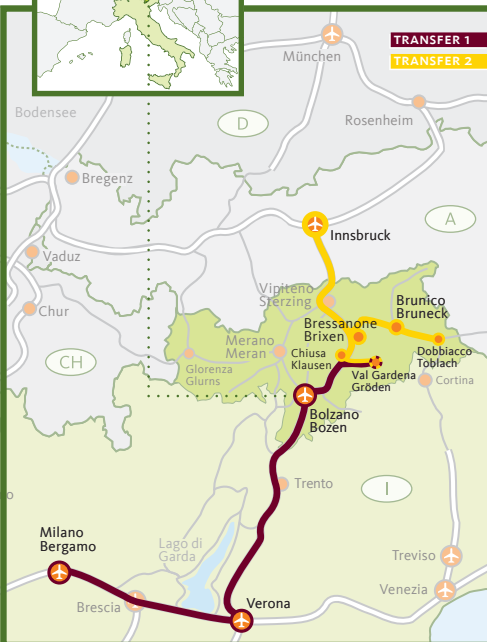 München
TRANSFER 1
TRANSFER 2
Bodensee
D
Rosenheim
Bregenz
A
Innsbruck
Vaduz
Vipiteno
Sterzing
Brunico
Bruneck
Chur
Bressanone
Brixen
Merano
Meran
Chiusa
Klausen
Dobbiacco
Toblach
CH
Glorenza
Glurns
Val Gardena
Gröden
Cortina
Bolzano
Bozen
Trento
I
o
Milano
Bergamo
Lago di
Garda
Treviso
Venezia
Brescia
Verona